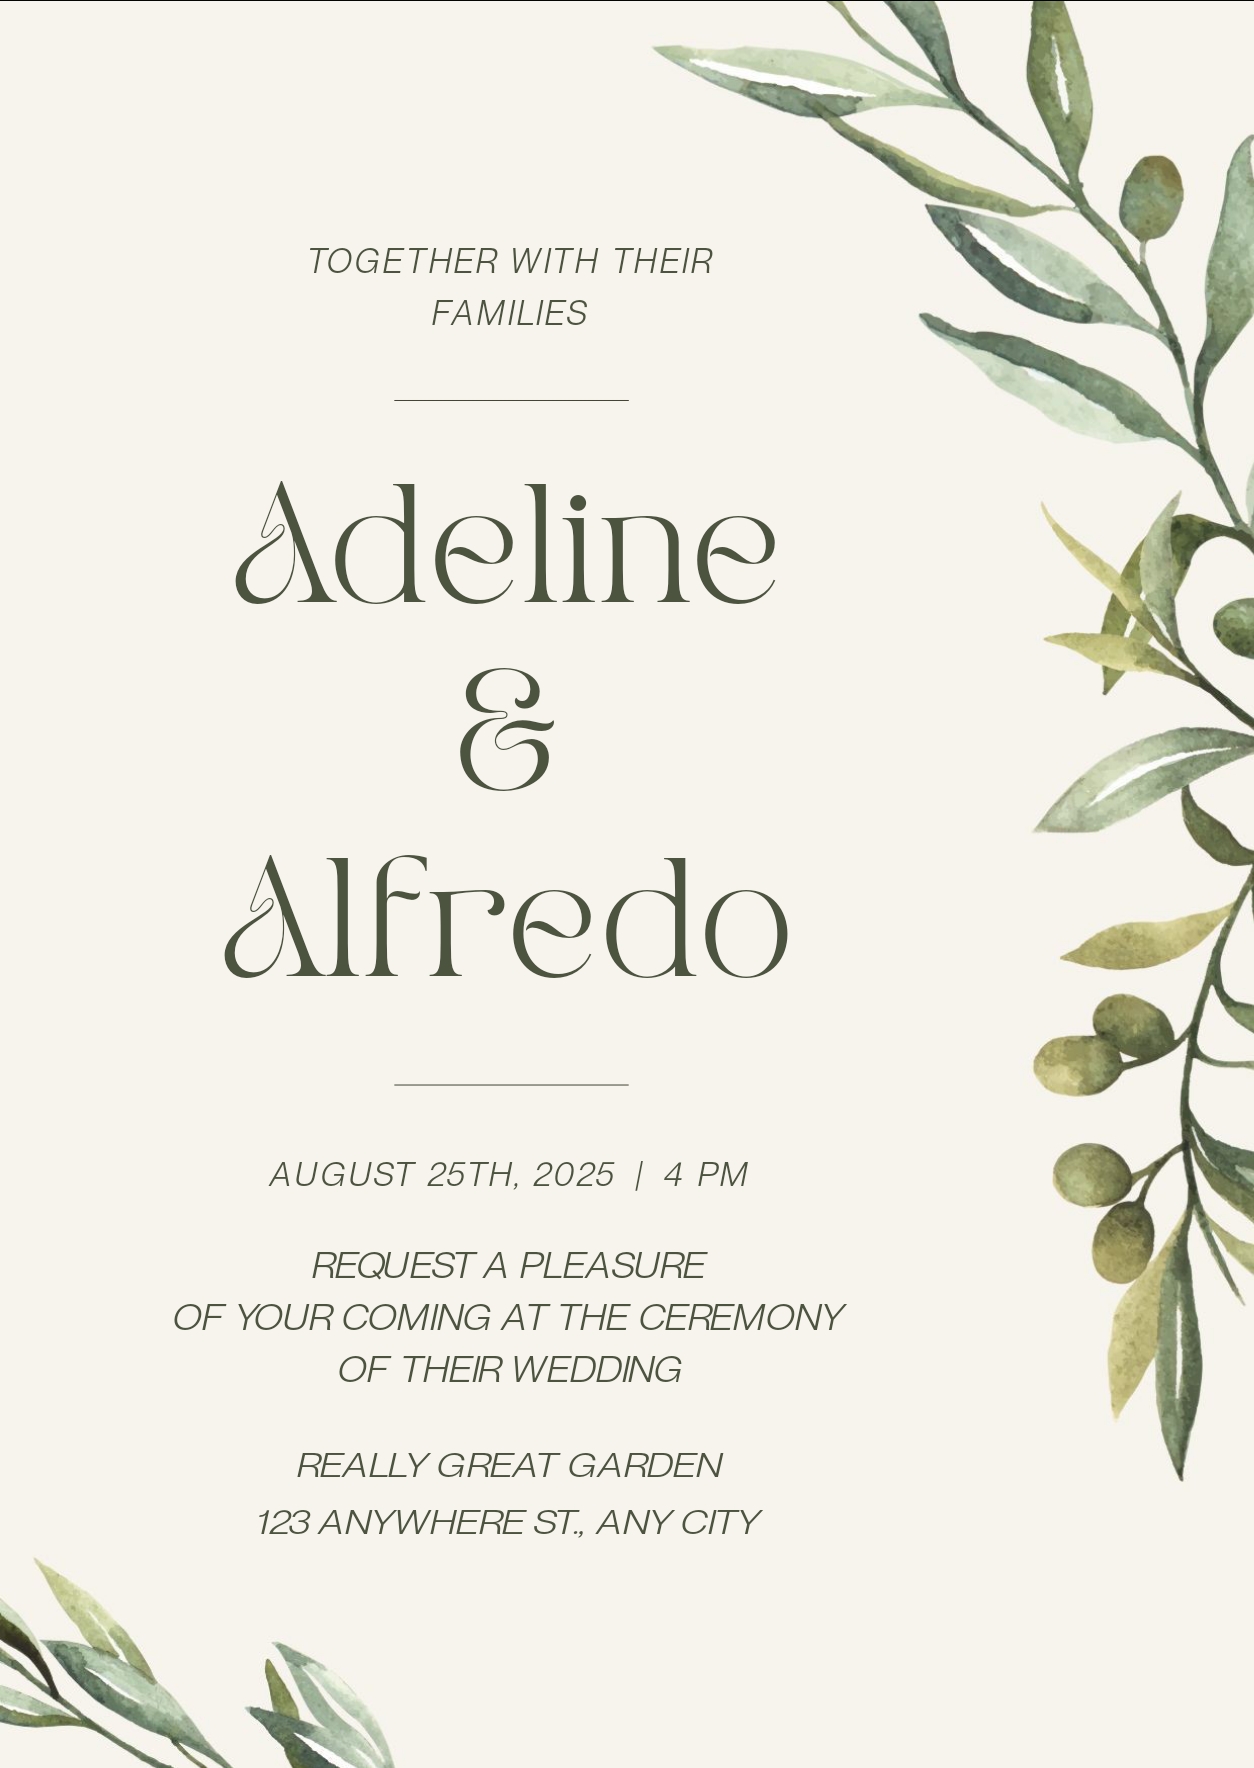 TOGETHER WITH THEIR
FAMILIES
Adeline
&
Alfredo
AUGUST 25TH, 2025 | 4 PM
REQUEST A PLEASURE
OF YOUR COMING AT THE CEREMONY
OF THEIR WEDDING
REALLY GREAT GARDEN
123 ANYWHERE ST., ANY CITY